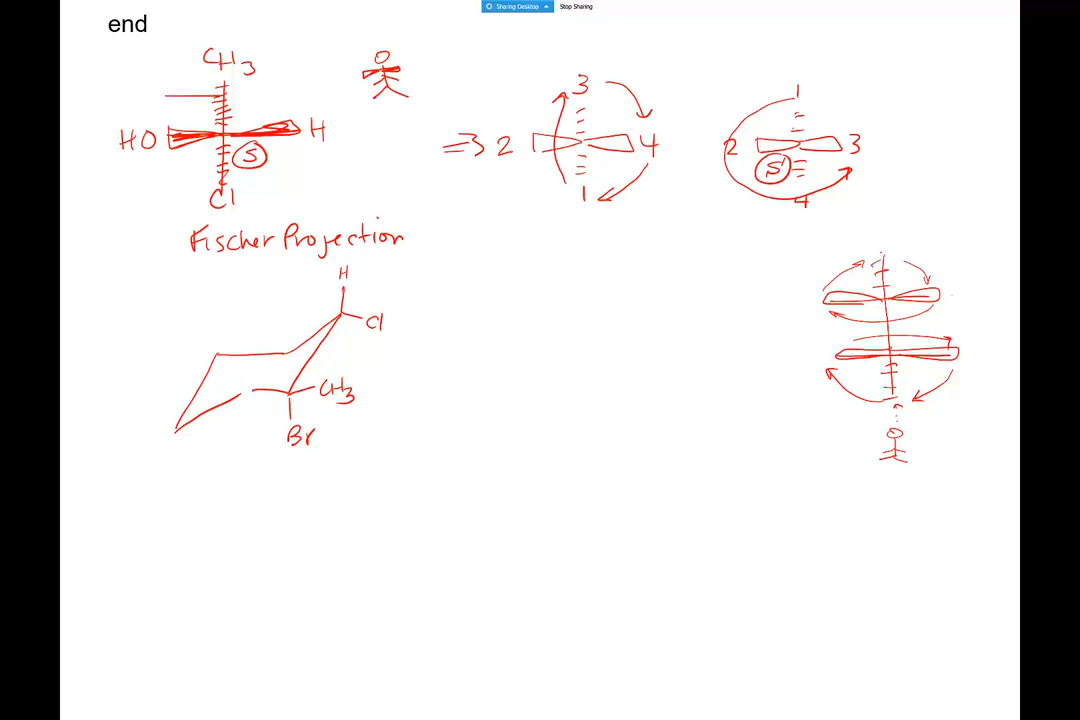 Sharing Desktop Stop Sharing
end
CH3
HO H
S
Cl
Fischer Projection
3
=> 2 4
1
1
2 3
S
4
H
Cl
CH3
Br